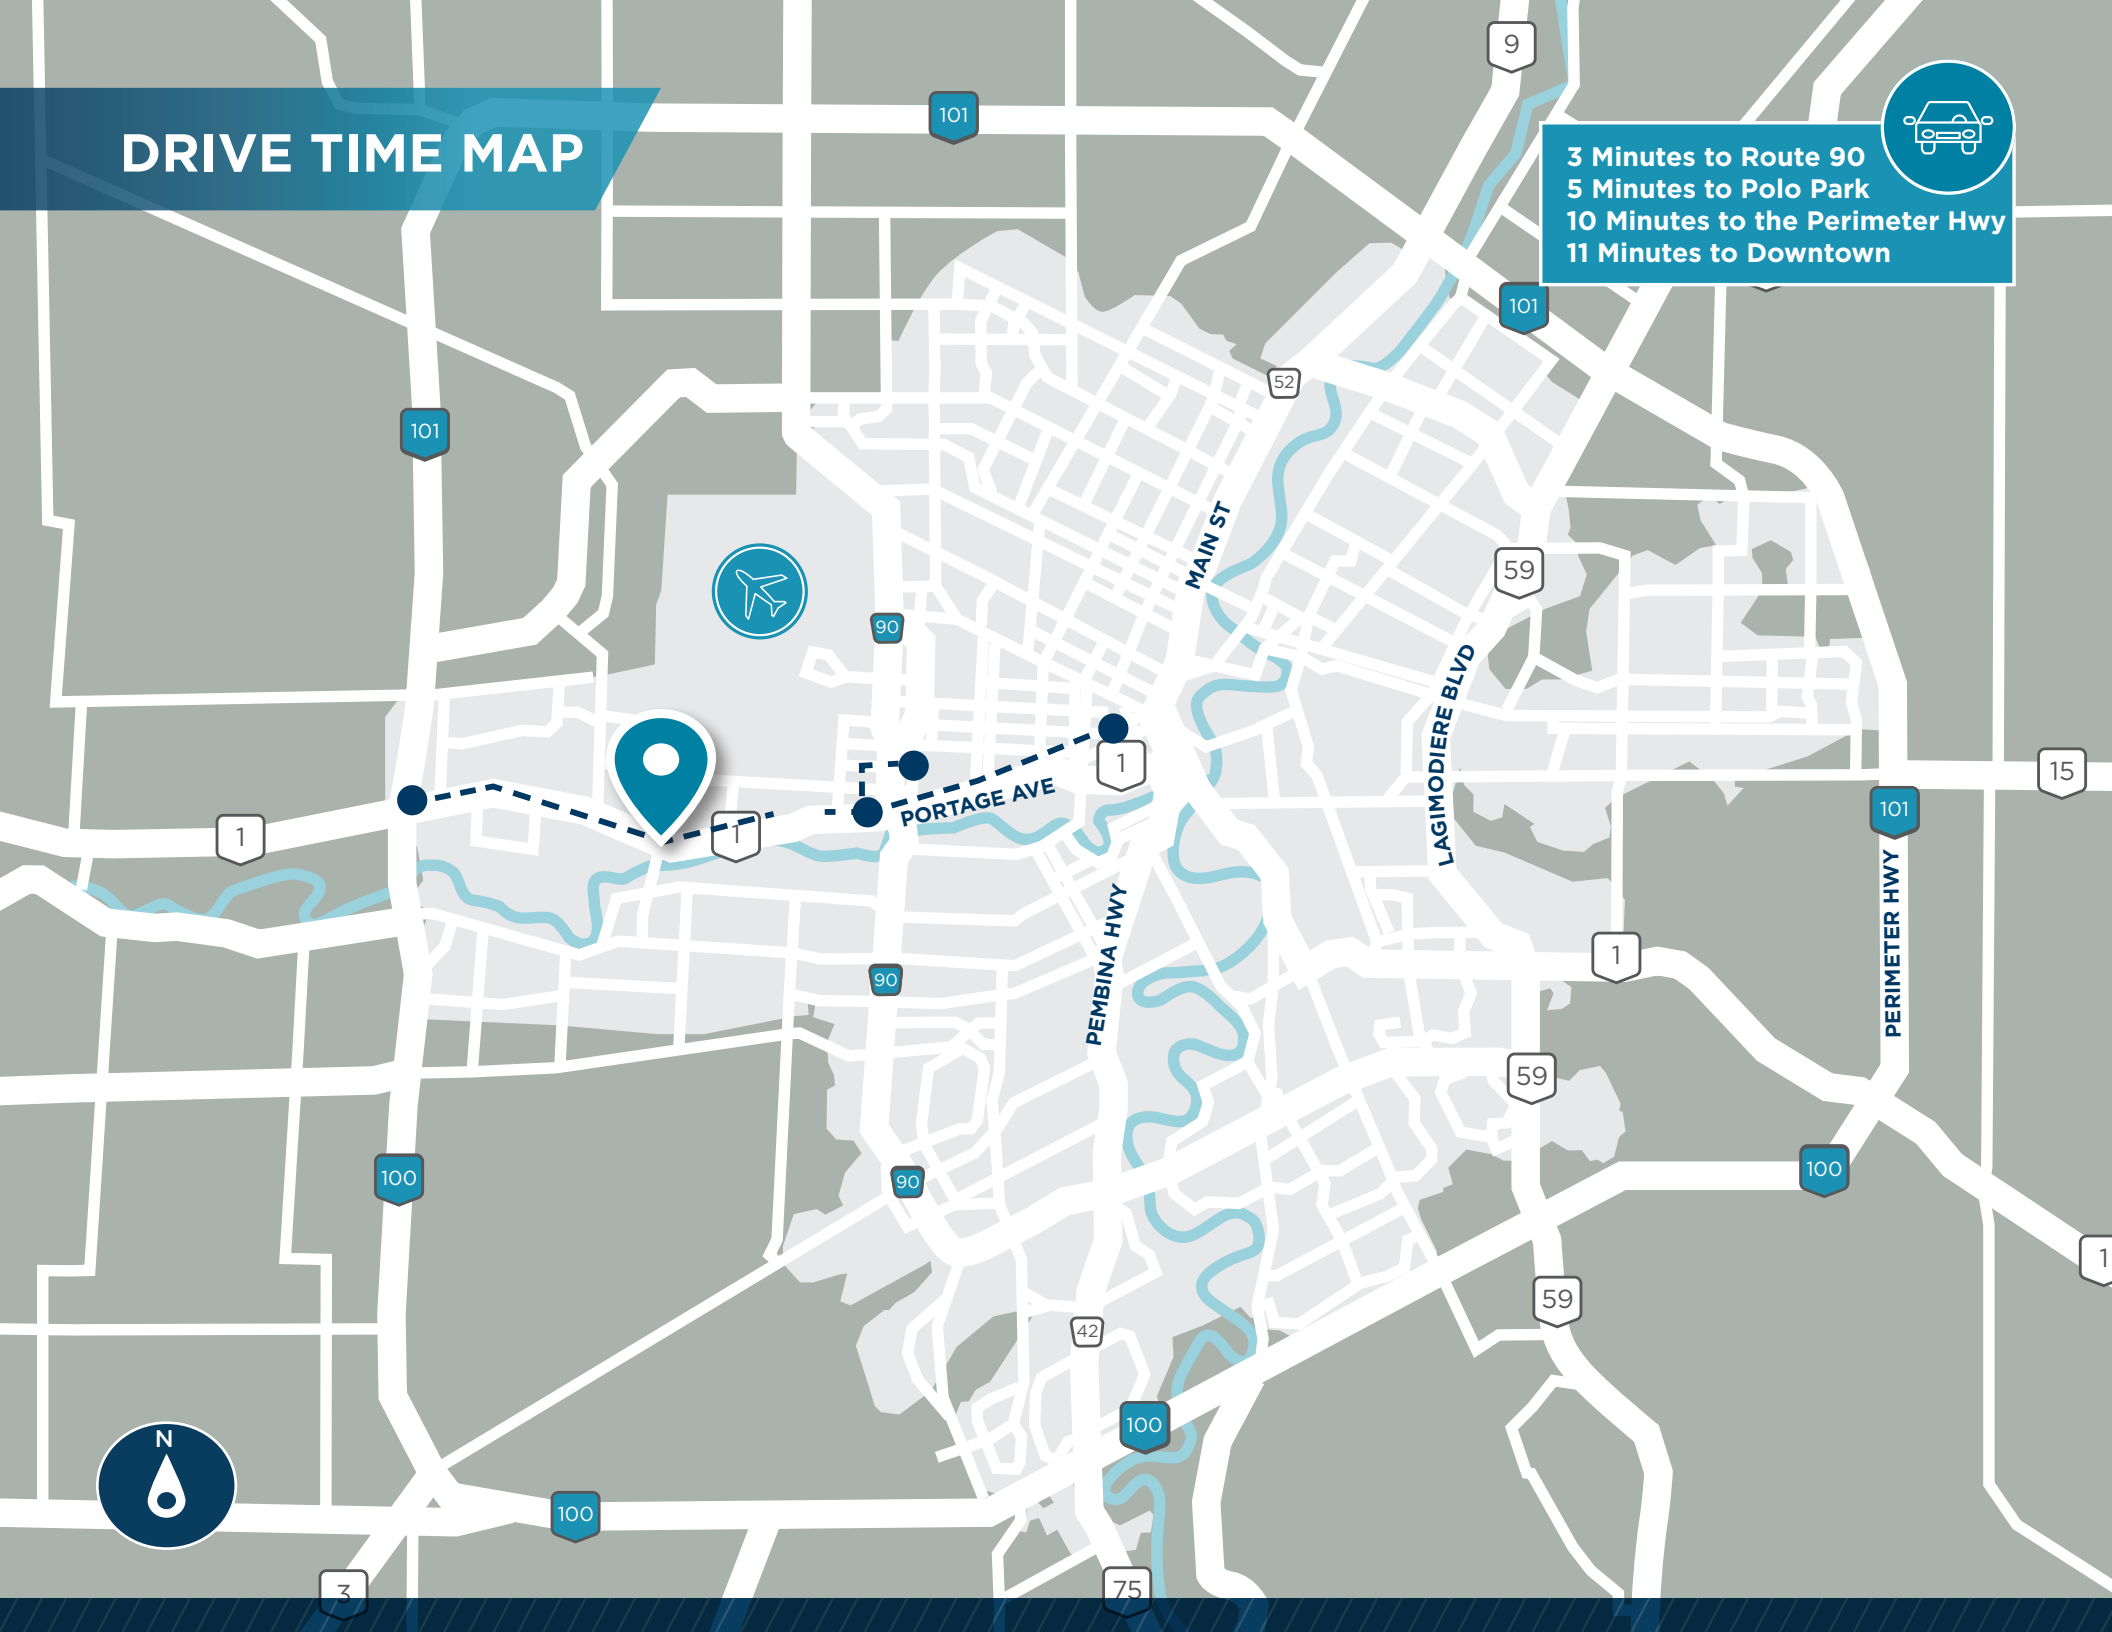 9
101
DRIVE TIME MAP
3 Minutes to Route 90
5 Minutes to Polo Park
10 Minutes to the Perimeter Hwy
11 Minutes to Downtown
101
52
101
MAIN ST
59
90
LAGIMODIERE BLVD
1
15
PORTAGE AVE
101
1
1
PERIMETER HWY
PEMBINA HWY
1
90
59
100
90
100
1
59
42
100
N
100
3
75